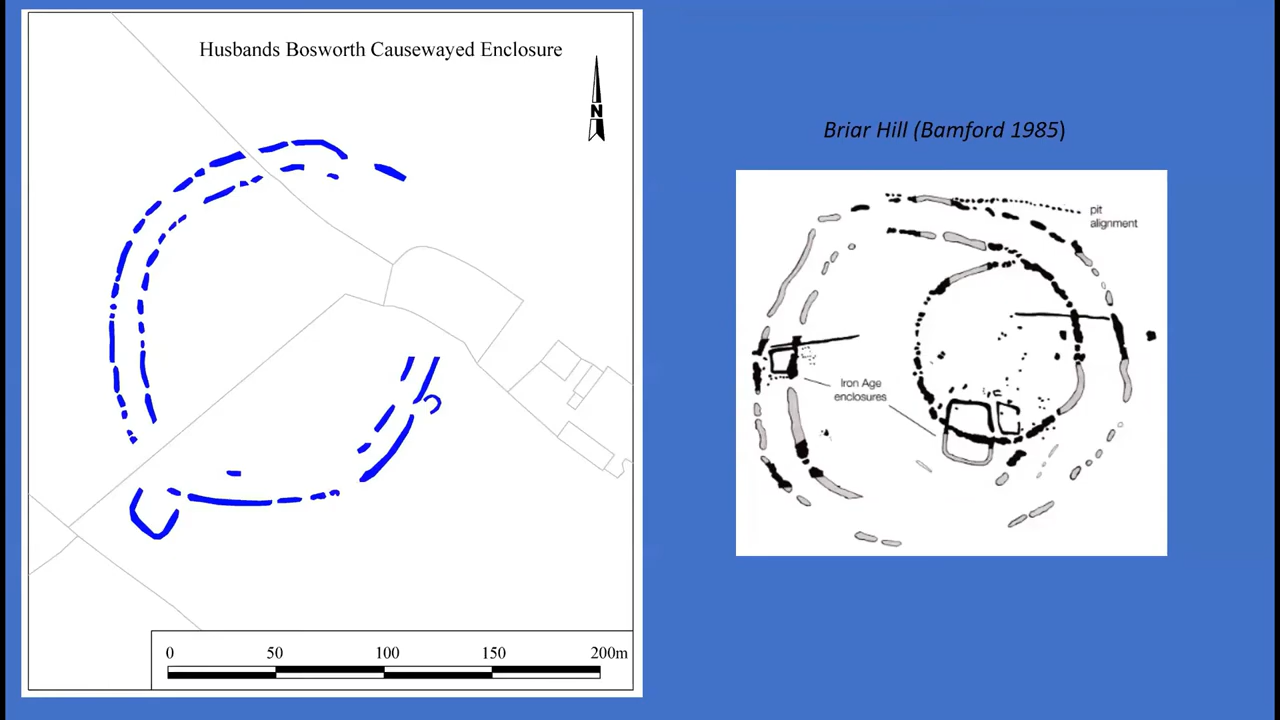 Husbands Bosworth Causewayed Enclosure
N
0 50 100 150 200m
Briar Hill (Bamford 1985)
pit
alignment
Iron Age
enclosures